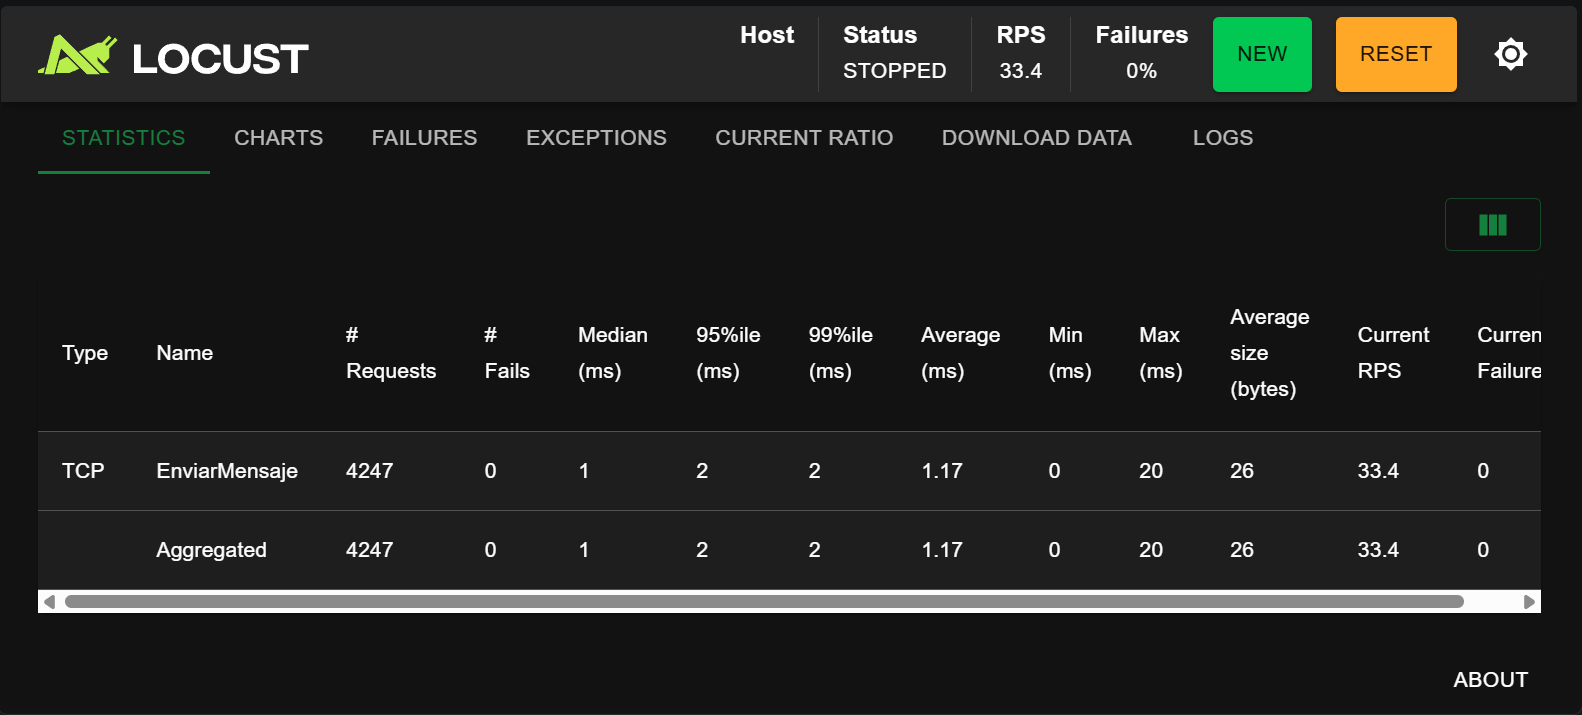 LOCUST
Host
Status
STOPPED
RPS
33.4
Failures
0%
NEW
RESET
STATISTICS CHARTS FAILURES EXCEPTIONS CURRENT RATIO DOWNLOAD DATA LOGS
Type Name # Requests # Fails Median (ms) 95%ile (ms) 99%ile (ms) Average (ms) Min (ms) Max (ms) Average size (bytes) Current RPS Curren Failure
TCP EnviarMensaje 4247 0 1 2 2 1.17 0 20 26 33.4 0
Aggregated 4247 0 1 2 2 1.17 0 20 26 33.4 0
ABOUT